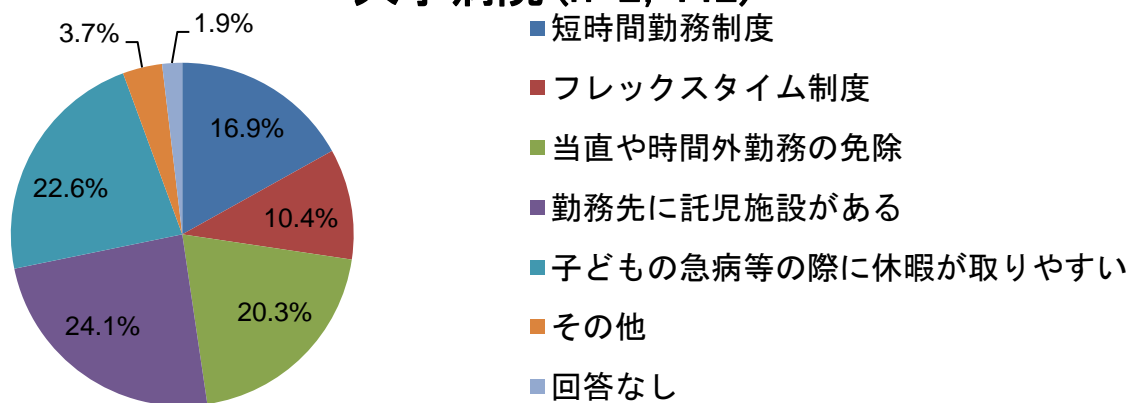 3.7%
1.9%
16.9%
10.4%
20.3%
24.1%
22.6%
短時間勤務制度
フレックスタイム制度
当直や時間外勤務の免除
勤務先に託児施設がある
子どもの急病等の際に休暇が取りやすい
その他
回答なし